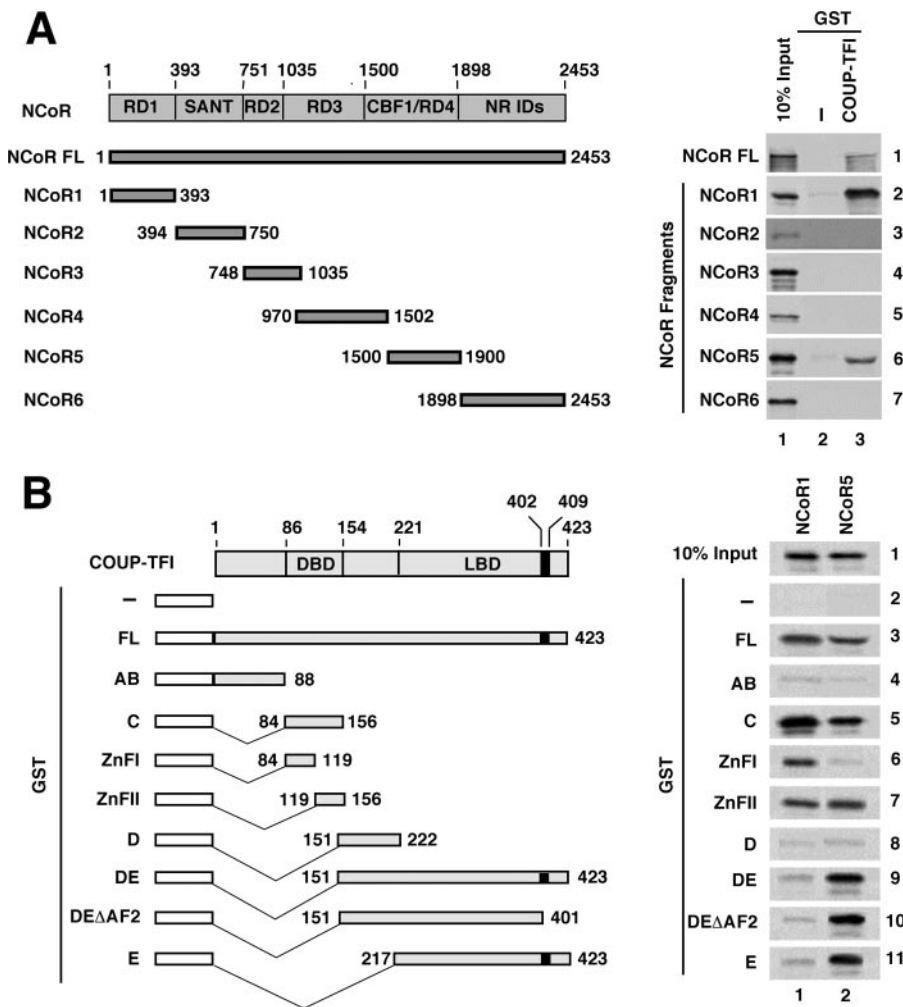 A
1 393 751 1035 1500 1898 2453
NCoR RD1 SANT RD2 RD3 CBF1/RD4 NR IDs
NCoR FL 1 2453
NCoR1 1 393
NCoR2 394 750
NCoR3 748 1035
NCoR4 970 1502
NCoR5 1500 1900
NCoR6 1898 2453
GST
10% Input – COUP-TFI
NCoR FL 1
NCoR Fragments
NCoR1 2
NCoR2 3
NCoR3 4
NCoR4 5
NCoR5 6
NCoR6 7
1 2 3
B
402 409
1 86 154 221 423
COUP-TFI DBD LBD
GST
–
FL 423
AB 88
C 84 156
ZnFI 84 119
ZnFII 119 156
D 151 222
DE 151 423
DEΔAF2 151 401
E 217 423
NCoR1 NCoR5
10% Input 1
GST
– 2
FL 3
AB 4
C 5
ZnFI 6
ZnFII 7
D 8
DE 9
DEΔAF2 10
E 11
1 2